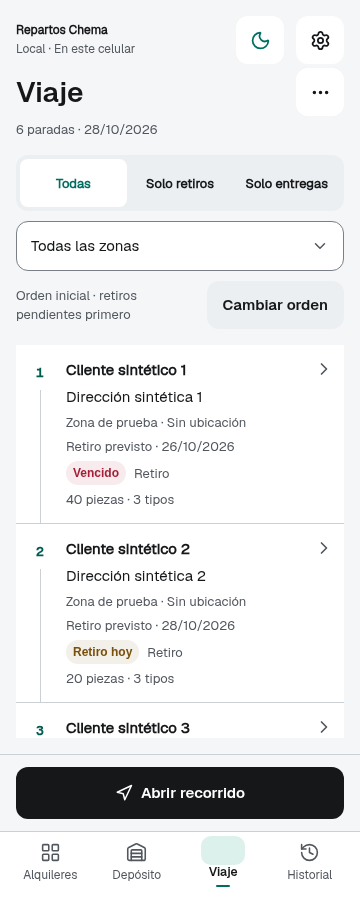 Repartos Chema
Local · En este celular
Viaje
6 paradas · 28/10/2026
Todas
Solo retiros
Solo entregas
Todas las zonas
Orden inicial · retiros
pendientes primero
Cambiar orden
1
Cliente sintético 1
Dirección sintética 1
Zona de prueba · Sin ubicación
Retiro previsto · 26/10/2026
Vencido Retiro
40 piezas · 3 tipos
2
Cliente sintético 2
Dirección sintética 2
Zona de prueba · Sin ubicación
Retiro previsto · 28/10/2026
Retiro hoy Retiro
20 piezas · 3 tipos
3
Cliente sintético 3
Abrir recorrido
Alquileres
Depósito
Viaje
Historial